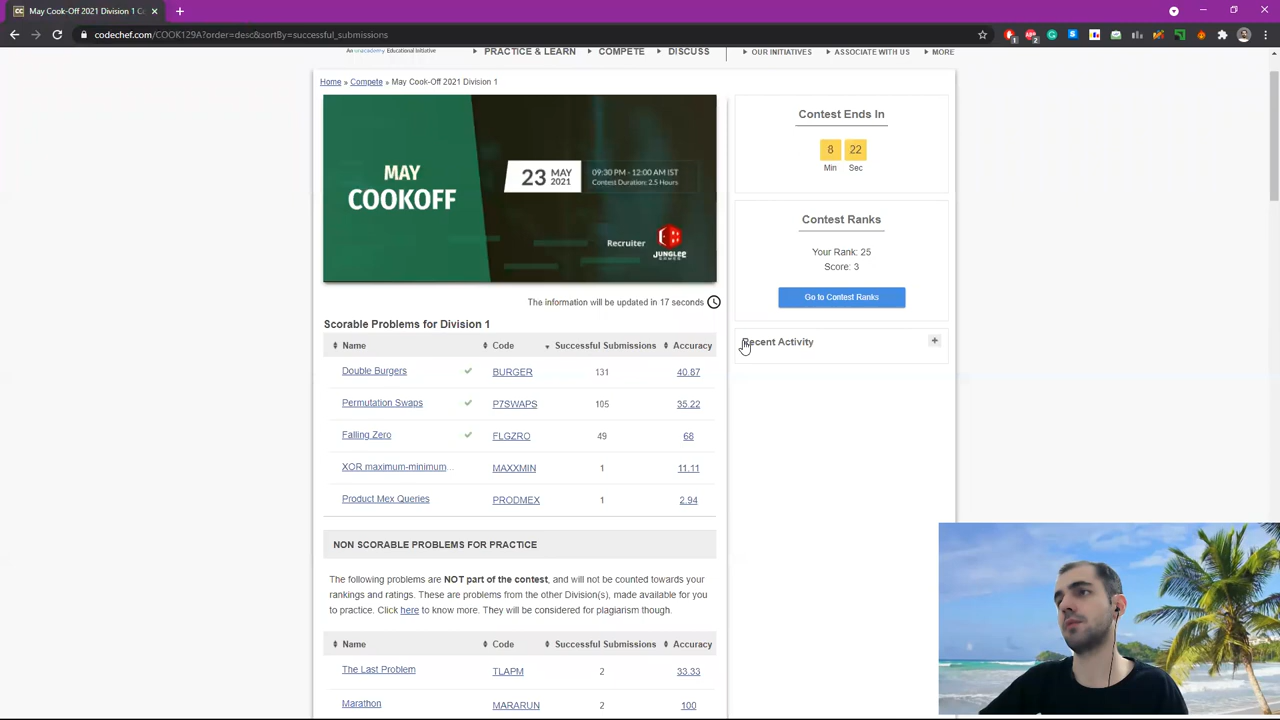 May Cook-Off 2021 Division 1 Co
codechef.com/COOK129A?order=desc&sortBy=successful_submissions
An unacademy Educational Initiative
PRACTICE & LEARN COMPETE DISCUSS OUR INITIATIVES ASSOCIATE WITH US MORE
Home » Compete » May Cook-Off 2021 Division 1
MAY
COOKOFF
23 MAY 2021
09:30 PM - 12:00 AM IST
Contest Duration: 2.5 Hours
Recruiter JUNGLEE GAMES
Contest Ends In
8 22
Min Sec
Contest Ranks
Your Rank: 25
Score: 3
Go to Contest Ranks
The information will be updated in 17 seconds
Recent Activity +
Scorable Problems for Division 1
Name Code Successful Submissions Accuracy
Double Burgers BURGER 131 40.87
Permutation Swaps P7SWAPS 105 35.22
Falling Zero FLGZRO 49 68
XOR maximum-minimum... MAXXMIN 1 11.11
Product Mex Queries PRODMEX 1 2.94
NON SCORABLE PROBLEMS FOR PRACTICE
The following problems are NOT part of the contest, and will not be counted towards your
rankings and ratings. These are problems from the other Division(s), made available for you
to practice. Click here to know more. They will be considered for plagiarism though.
Name Code Successful Submissions Accuracy
The Last Problem TLAPM 2 33.33
Marathon MARARUN 2 100